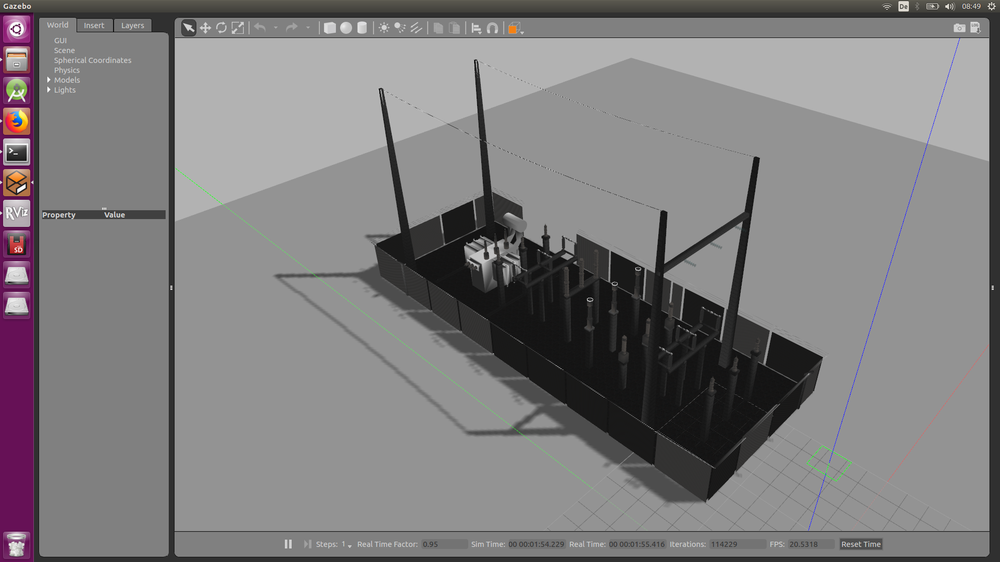 Gazebo
De
08:49
World Insert Layers
LOG
GUI
Scene
Spherical Coordinates
Physics
Models
Lights
Property Value
>_
RViz
SD
Steps: 1 Real Time Factor: 0.95 Sim Time: 00 00:01:54.229 Real Time: 00 00:01:55.416 Iterations: 114229 FPS: 20.5318 Reset Time